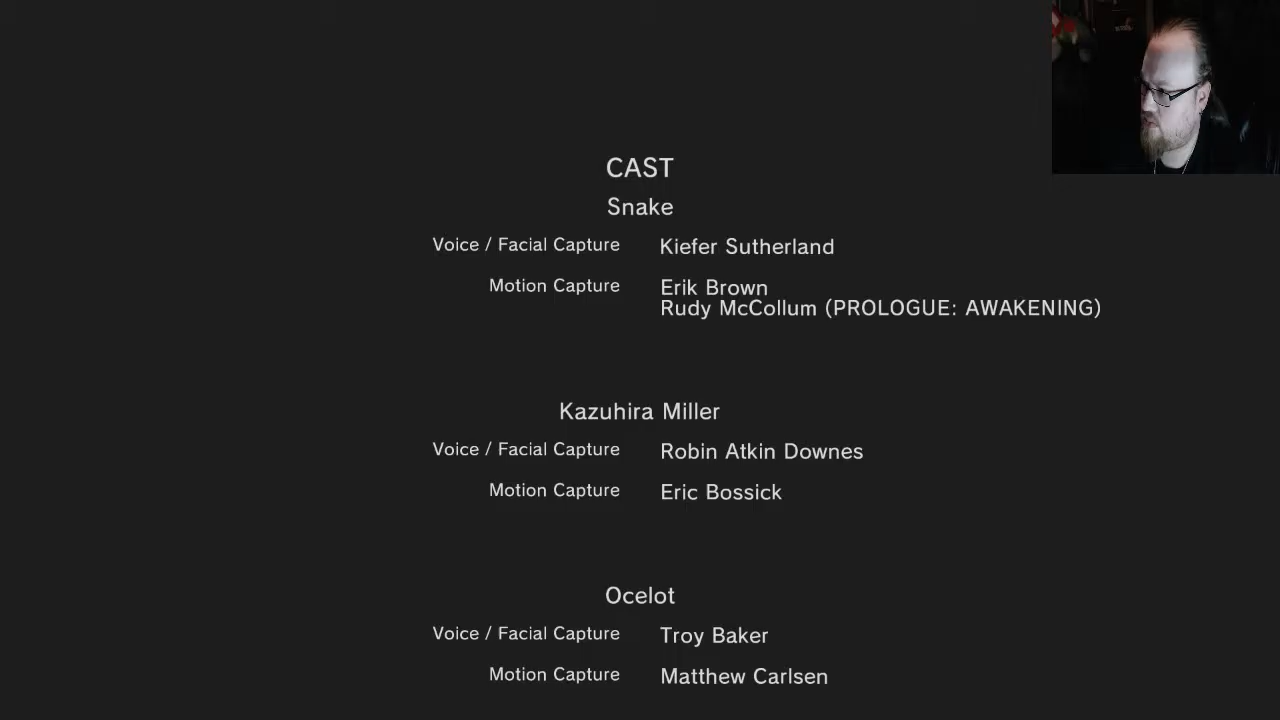 CAST
Snake
Voice / Facial Capture Kiefer Sutherland
Motion Capture Erik Brown
Rudy McCollum (PROLOGUE: AWAKENING)
Kazuhira Miller
Voice / Facial Capture Robin Atkin Downes
Motion Capture Eric Bossick
Ocelot
Voice / Facial Capture Troy Baker
Motion Capture Matthew Carlsen